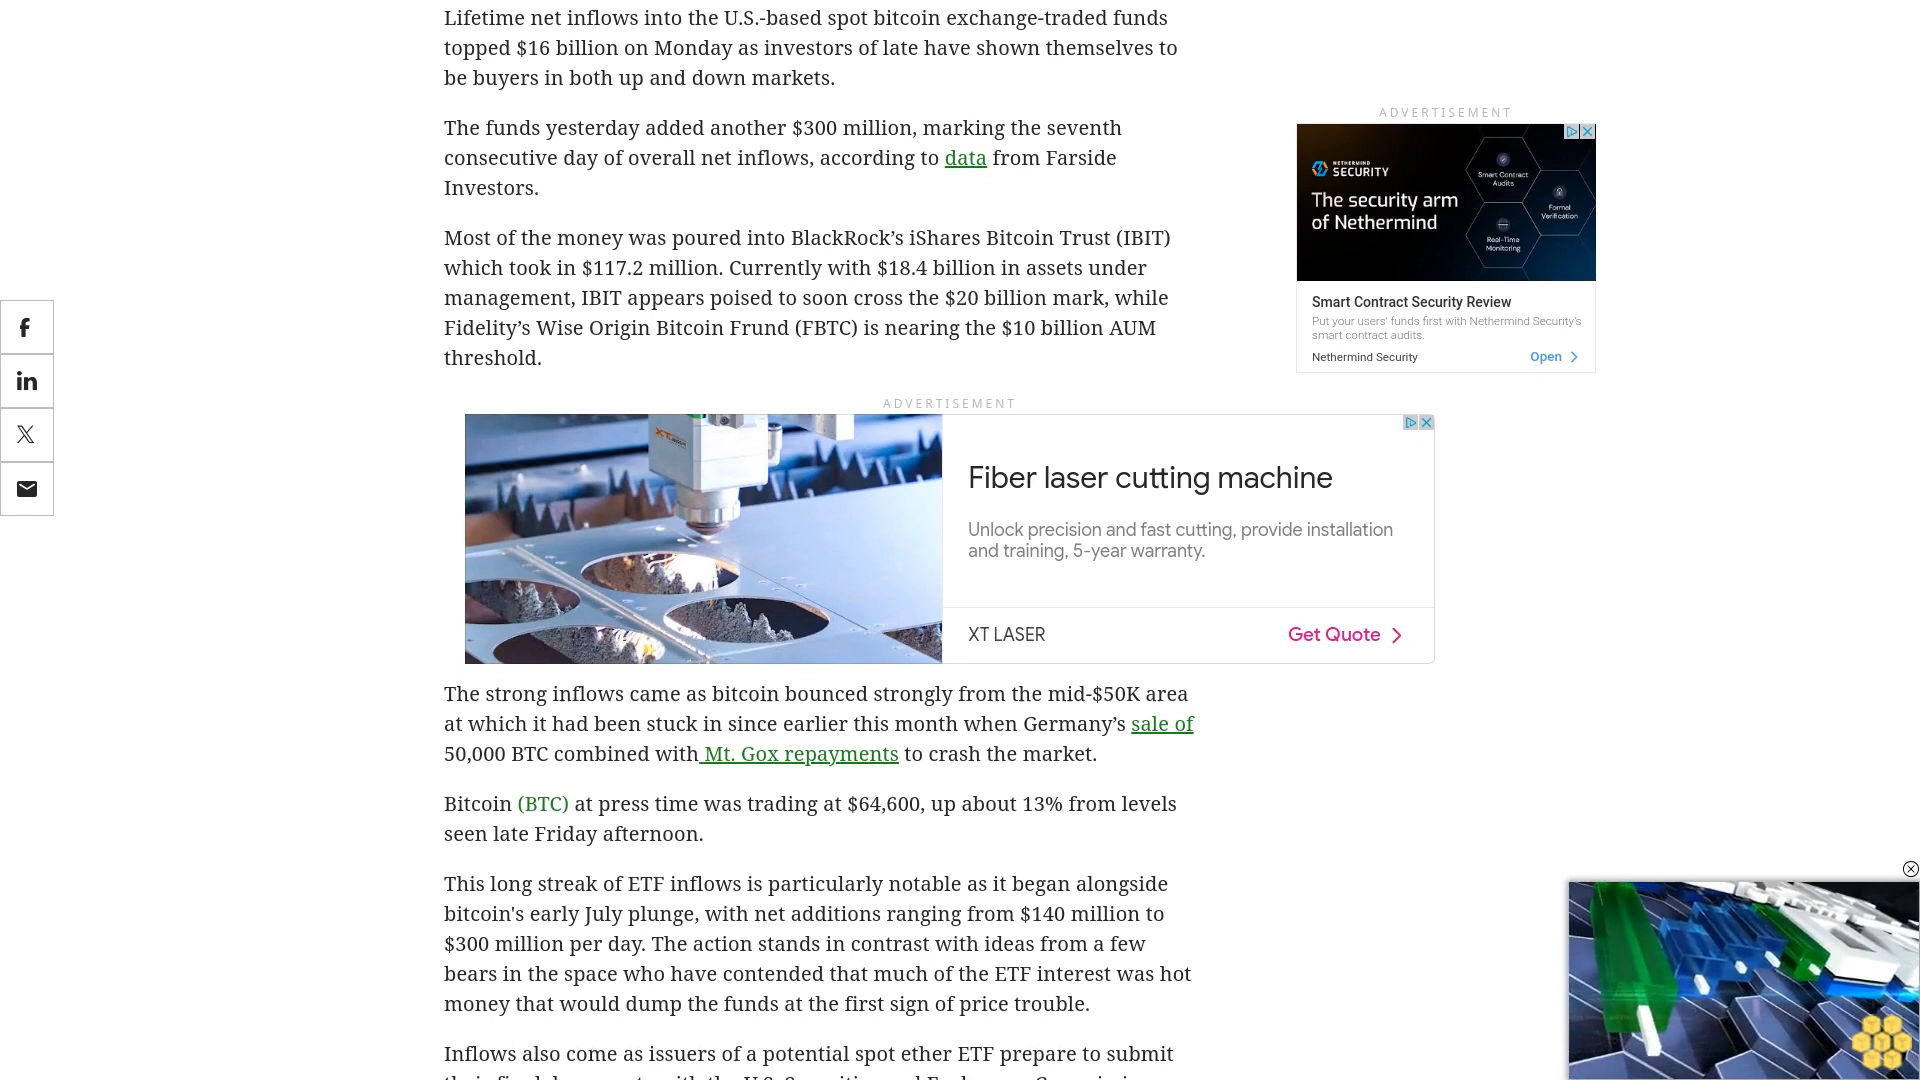 Lifetime net inflows into the U.S.-based spot bitcoin exchange-traded funds
topped $16 billion on Monday as investors of late have shown themselves to
be buyers in both up and down markets.
The funds yesterday added another $300 million, marking the seventh
consecutive day of overall net inflows, according to data from Farside
Investors.
Most of the money was poured into BlackRock’s iShares Bitcoin Trust (IBIT)
which took in $117.2 million. Currently with $18.4 billion in assets under
management, IBIT appears poised to soon cross the $20 billion mark, while
Fidelity’s Wise Origin Bitcoin Frund (FBTC) is nearing the $10 billion AUM
threshold.
ADVERTISEMENT
NETHERMIND
SECURITY
The security arm
of Nethermind
Smart Contract
Audits
Formal
Verification
Real-Time
Monitoring
Smart Contract Security Review
Put your users' funds first with Nethermind Security's
smart contract audits.
Nethermind Security
Open
ADVERTISEMENT
XT
Fiber laser cutting machine
Unlock precision and fast cutting, provide installation
and training, 5-year warranty.
XT LASER
Get Quote
The strong inflows came as bitcoin bounced strongly from the mid-$50K area
at which it had been stuck in since earlier this month when Germany’s sale of
50,000 BTC combined with Mt. Gox repayments to crash the market.
Bitcoin (BTC) at press time was trading at $64,600, up about 13% from levels
seen late Friday afternoon.
This long streak of ETF inflows is particularly notable as it began alongside
bitcoin's early July plunge, with net additions ranging from $140 million to
$300 million per day. The action stands in contrast with ideas from a few
bears in the space who have contended that much of the ETF interest was hot
money that would dump the funds at the first sign of price trouble.
Inflows also come as issuers of a potential spot ether ETF prepare to submit